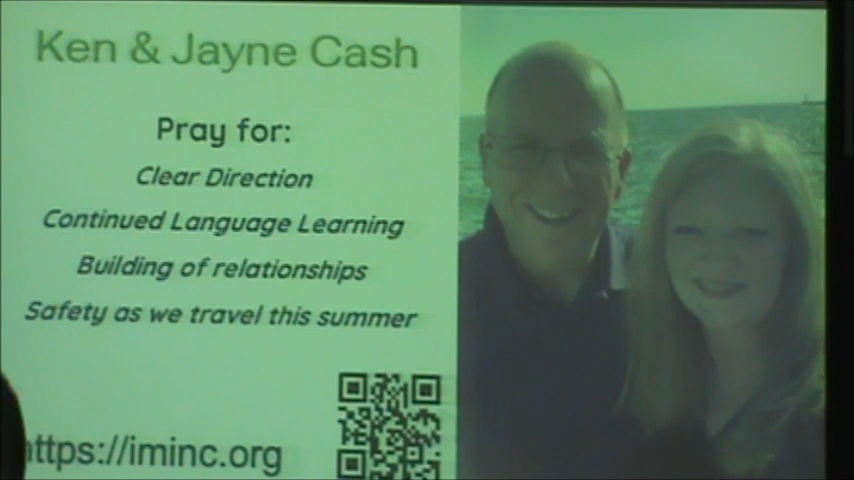 Ken & Jayne Cash
Pray for:
Clear Direction
Continued Language Learning
Building of relationships
Safety as we travel this summer
https://iminc.org